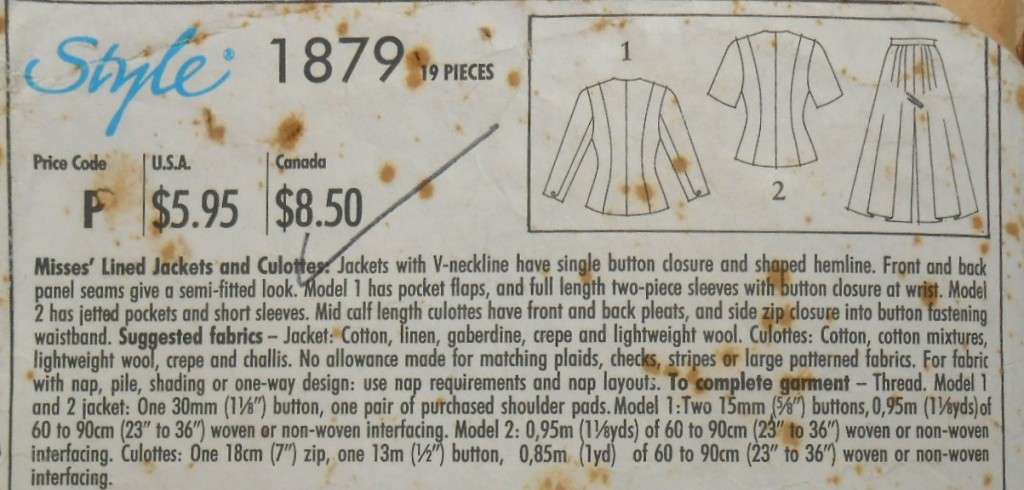 Style 1879 19 PIECES
1
2
Price Code U.S.A. Canada
P $5.95 $8.50
Misses' Lined Jackets and Culottes: Jackets with V-neckline have single button closure and shaped hemline. Front and back
panel seams give a semi-fitted look. Model 1 has pocket flaps, and full length two-piece sleeves with button closure at wrist. Model
2 has jetted pockets and short sleeves. Mid calf length culottes have front and back pleats, and side zip closure into button fastening
waistband. Suggested fabrics – Jacket: Cotton, linen, gaberdine, crepe and lightweight wool. Culottes: Cotton, cotton mixtures,
lightweight wool, crepe and challis. No allowance made for matching plaids, checks, stripes or large patterned fabrics. For fabric
with nap, pile, shading or one-way design: use nap requirements and nap layouts. To complete garment – Thread. Model 1
and 2 jacket: One 30mm (1⅛") button, one pair of purchased shoulder pads. Model 1:Two 15mm (⅝") buttons, 0,95m (1⅛yds)of
60 to 90cm (23" to 36") woven or non-woven interfacing. Model 2: 0,95m (1⅛yds) of 60 to 90cm (23" to 36") woven or non-woven
interfacing. Culottes: One 18cm (7") zip, one 13m (½") button, 0,85m (1yd) of 60 to 90cm (23" to 36") woven or non-woven
interfacing.